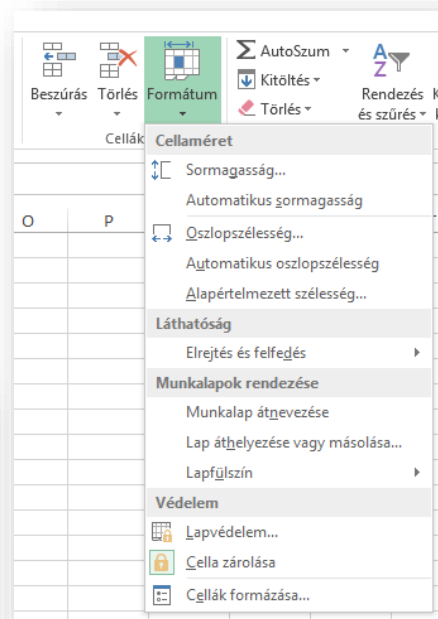 AutoSzum
Kitöltés
Törlés
Beszúrás Törlés Formátum
Rendezés
és szűrés
Cellák
O P
Cellaméret
Sormagasság...
Automatikus sormagasság
Oszlopszélesség...
Automatikus oszlopszélesség
Alapértelmezett szélesség...
Láthatóság
Elrejtés és felfedés
Munkalapok rendezése
Munkalap átnevezése
Lap áthelyezése vagy másolása...
Lapfülszín
Védelem
Lapvédelem...
Cella zárolása
Cellák formázása...